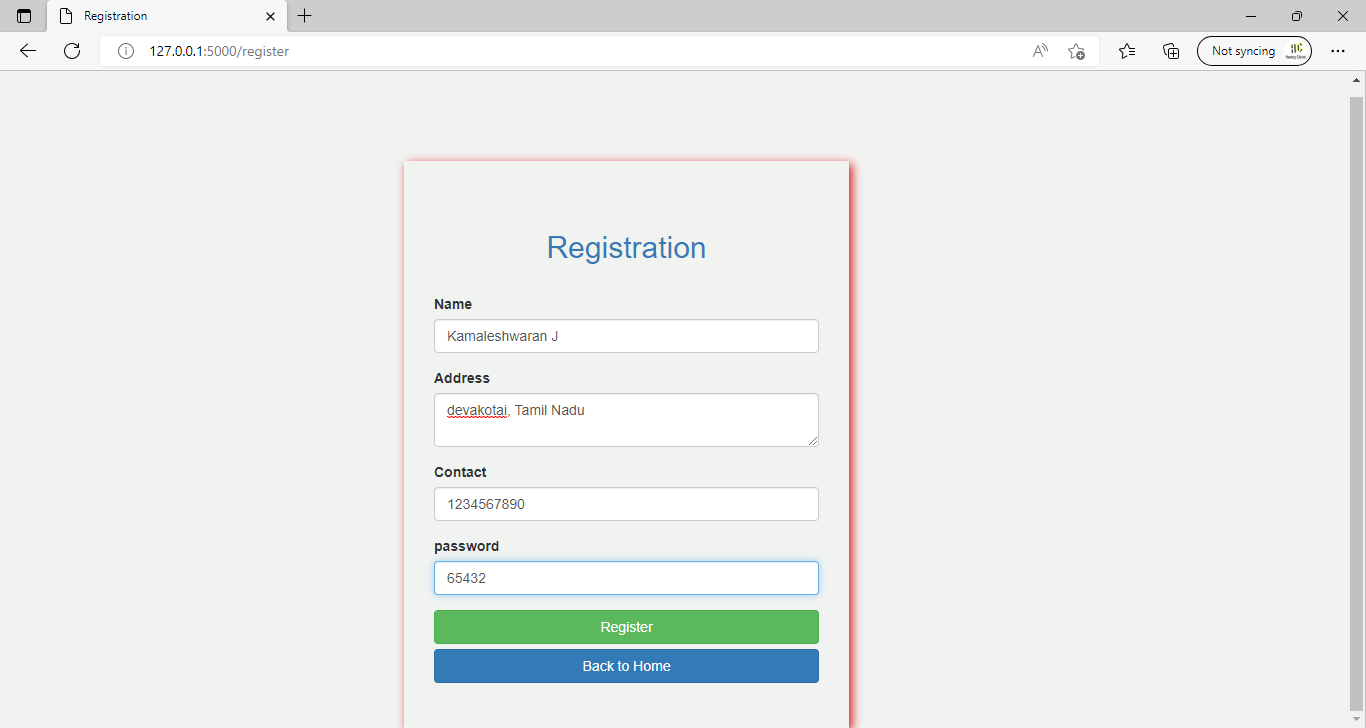 Registration
127.0.0.1:5000/register
Not syncing
Registration
Name
Kamaleshwaran J
Address
devakotai, Tamil Nadu
Contact
1234567890
password
65432
Register
Back to Home